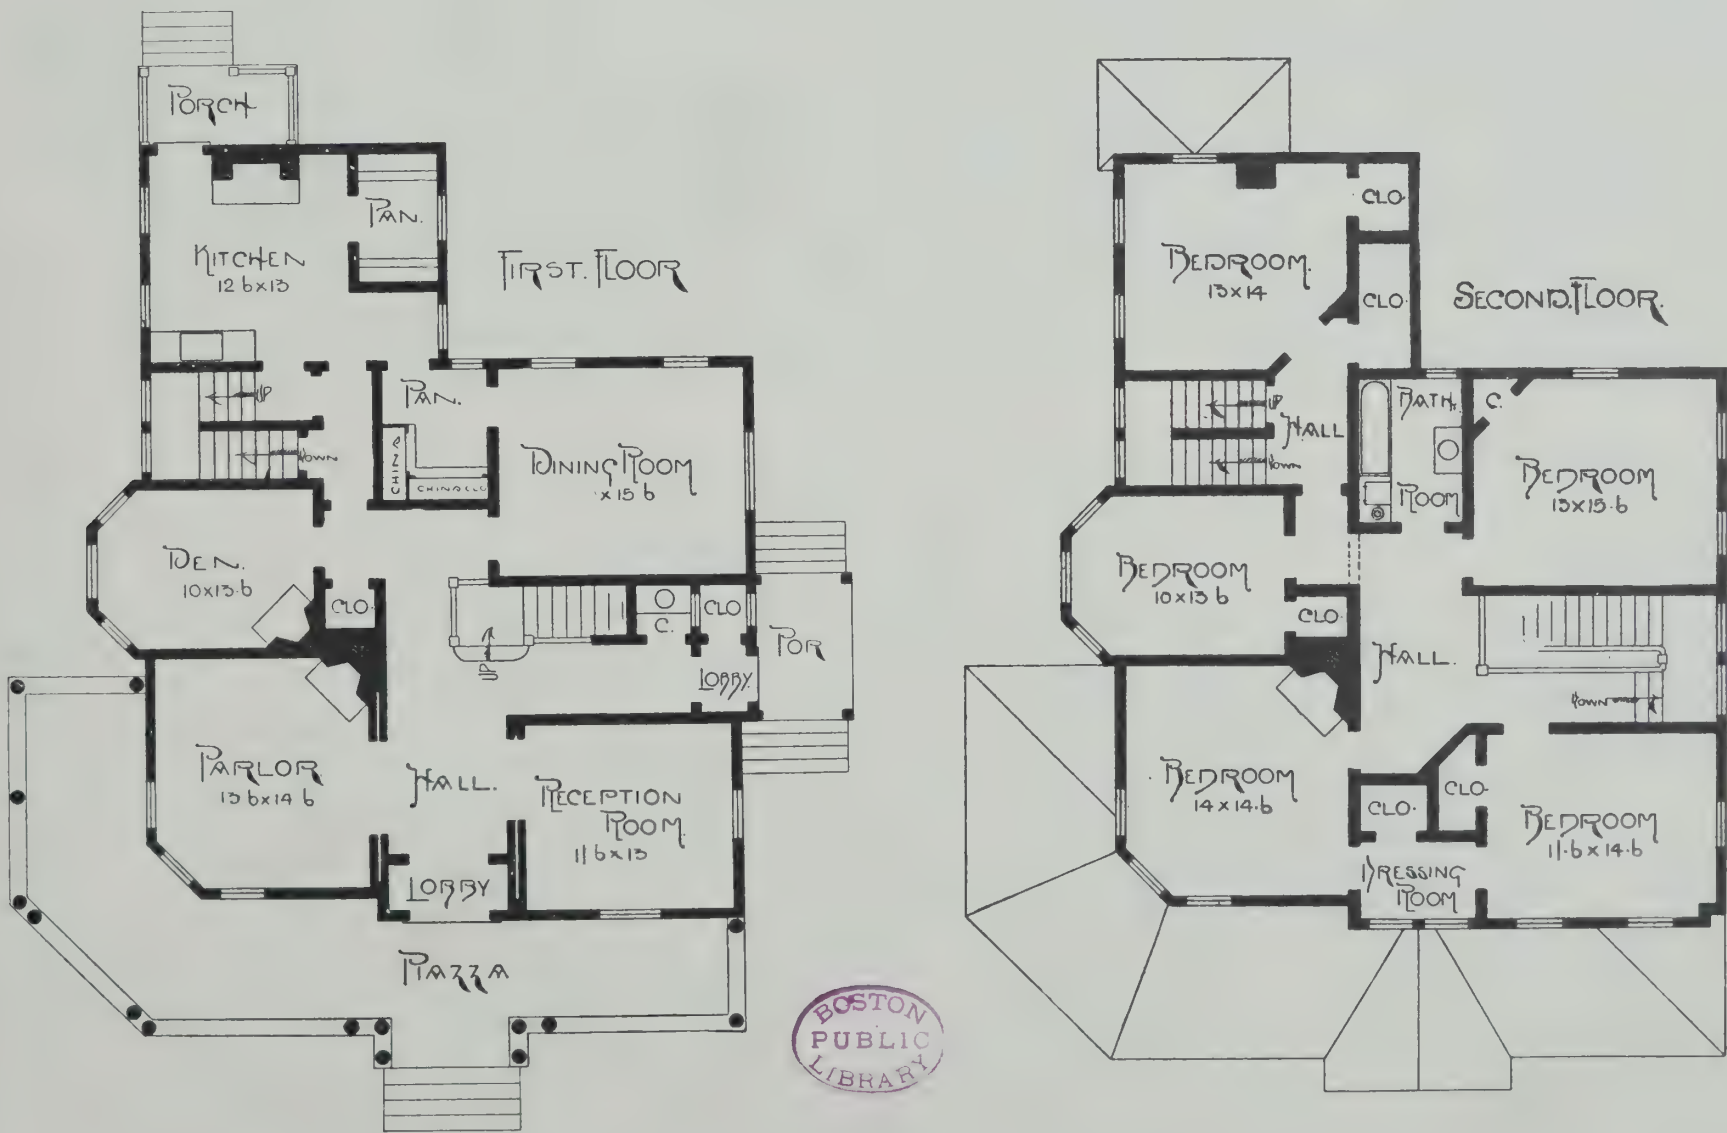 PORCH
PAN.
KITCHEN
12 6 x 13
FIRST. FLOOR
UP
DOWN
PAN.
CHINA
CHINA CLO
DINING ROOM
x 15 6
DEN.
10 x 13·6
CLO
UP
C.
CLO
LOBBY.
POR
PARLOR
13 6 x 14 6
HALL.
RECEPTION
ROOM.
11 6 x 13
LOBBY
PIAZZA
BOSTON
PUBLIC
LIBRARY
BEDROOM.
13 x 14
CLO.
CLO.
SECOND. FLOOR.
UP
HALL
DOWN
BATH.
ROOM
C.
BEDROOM
13 x 15·6
BEDROOM
10 x 13 6
CLO.
HALL.
DOWN
BEDROOM
14 x 14·6
CLO.
CLO.
BEDROOM
11·6 x 14·6
DRESSING
ROOM